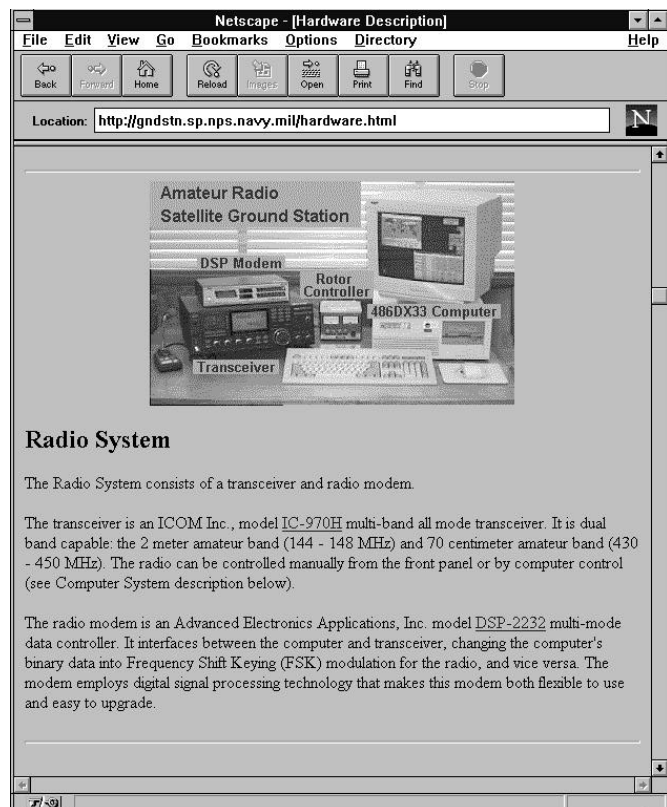 Netscape - [Hardware Description]
File Edit View Go Bookmarks Options Directory Help
Back Forward Home Reload Images Open Print Find Stop
Location: http://gndstn.sp.nps.navy.mil/hardware.html N
Amateur Radio
Satellite Ground Station
DSP Modem
Rotor
Controller
486DX33 Computer
Transceiver
Radio System
The Radio System consists of a transceiver and radio modem.
The transceiver is an ICOM Inc., model IC-970H multi-band all mode transceiver. It is dual
band capable: the 2 meter amateur band (144 - 148 MHz) and 70 centimeter amateur band (430
- 450 MHz). The radio can be controlled manually from the front panel or by computer control
(see Computer System description below).
The radio modem is an Advanced Electronics Applications, Inc. model DSP-2232 multi-mode
data controller. It interfaces between the computer and transceiver, changing the computer's
binary data into Frequency Shift Keying (FSK) modulation for the radio, and vice versa. The
modem employs digital signal processing technology that makes this modem both flexible to use
and easy to upgrade.